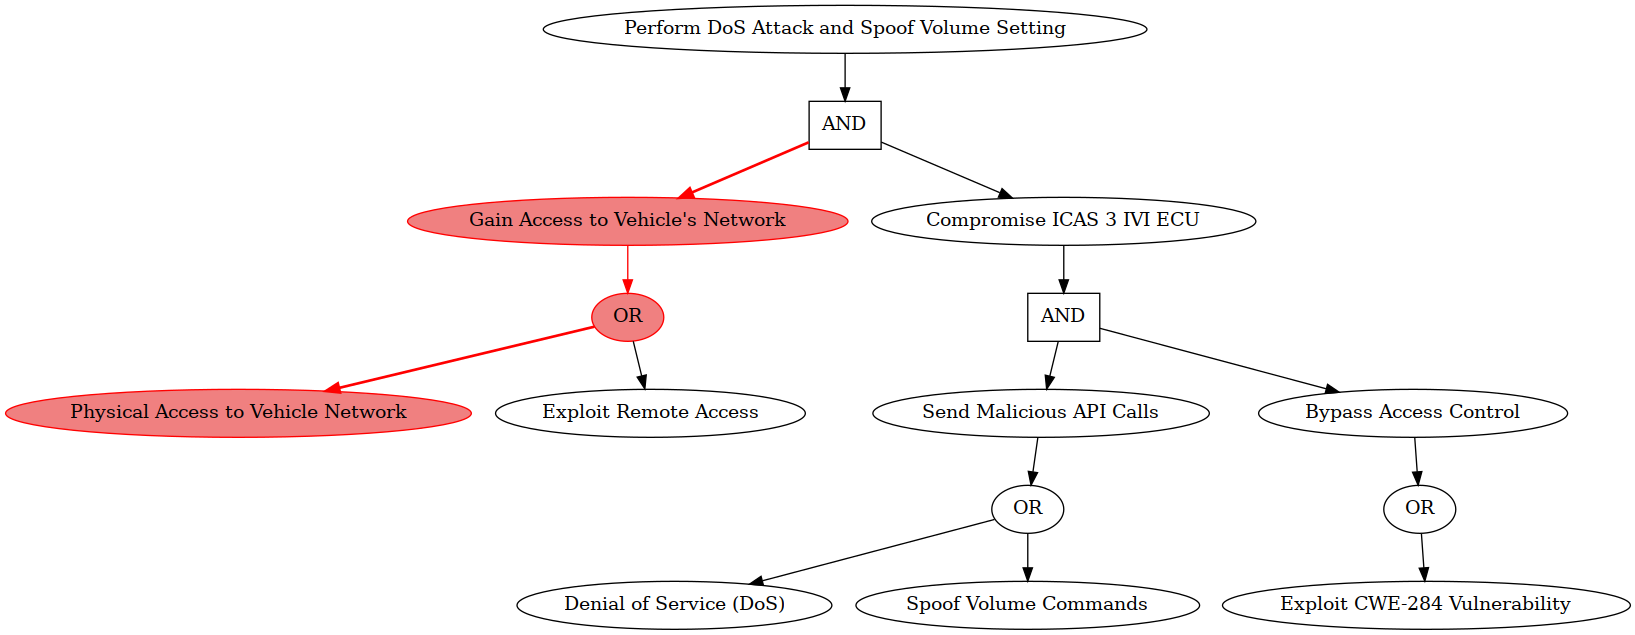 Perform DoS Attack and Spoof Volume Setting
AND
Gain Access to Vehicle's Network
Compromise ICAS 3 IVI ECU
OR
AND
Physical Access to Vehicle Network
Exploit Remote Access
Send Malicious API Calls
Bypass Access Control
OR
OR
Denial of Service (DoS)
Spoof Volume Commands
Exploit CWE-284 Vulnerability